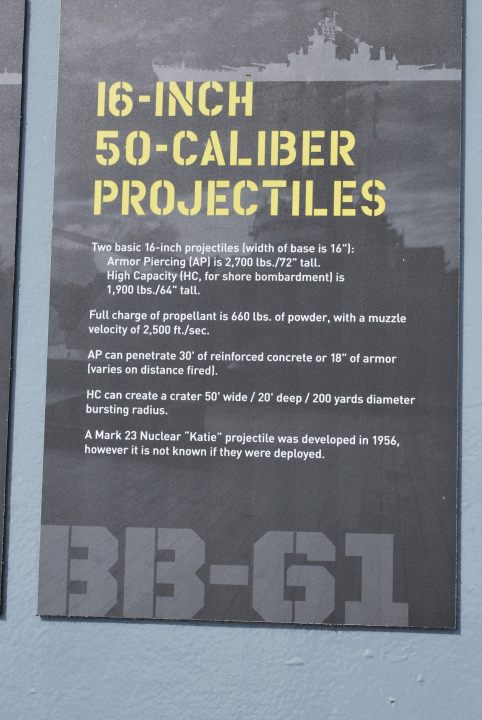 16-INCH
50-CALIBER
PROJECTILES
Two basic 16-inch projectiles (width of base is 16"):
Armor Piercing (AP) is 2,700 lbs./72" tall.
High Capacity (HC, for shore bombardment) is
1,900 lbs./64" tall.
Full charge of propellant is 660 lbs. of powder, with a muzzle
velocity of 2,500 ft./sec.
AP can penetrate 30' of reinforced concrete or 18" of armor
(varies on distance fired).
HC can create a crater 50' wide / 20' deep / 200 yards diameter
bursting radius.
A Mark 23 Nuclear "Katie" projectile was developed in 1956,
however it is not known if they were deployed.
BB-61